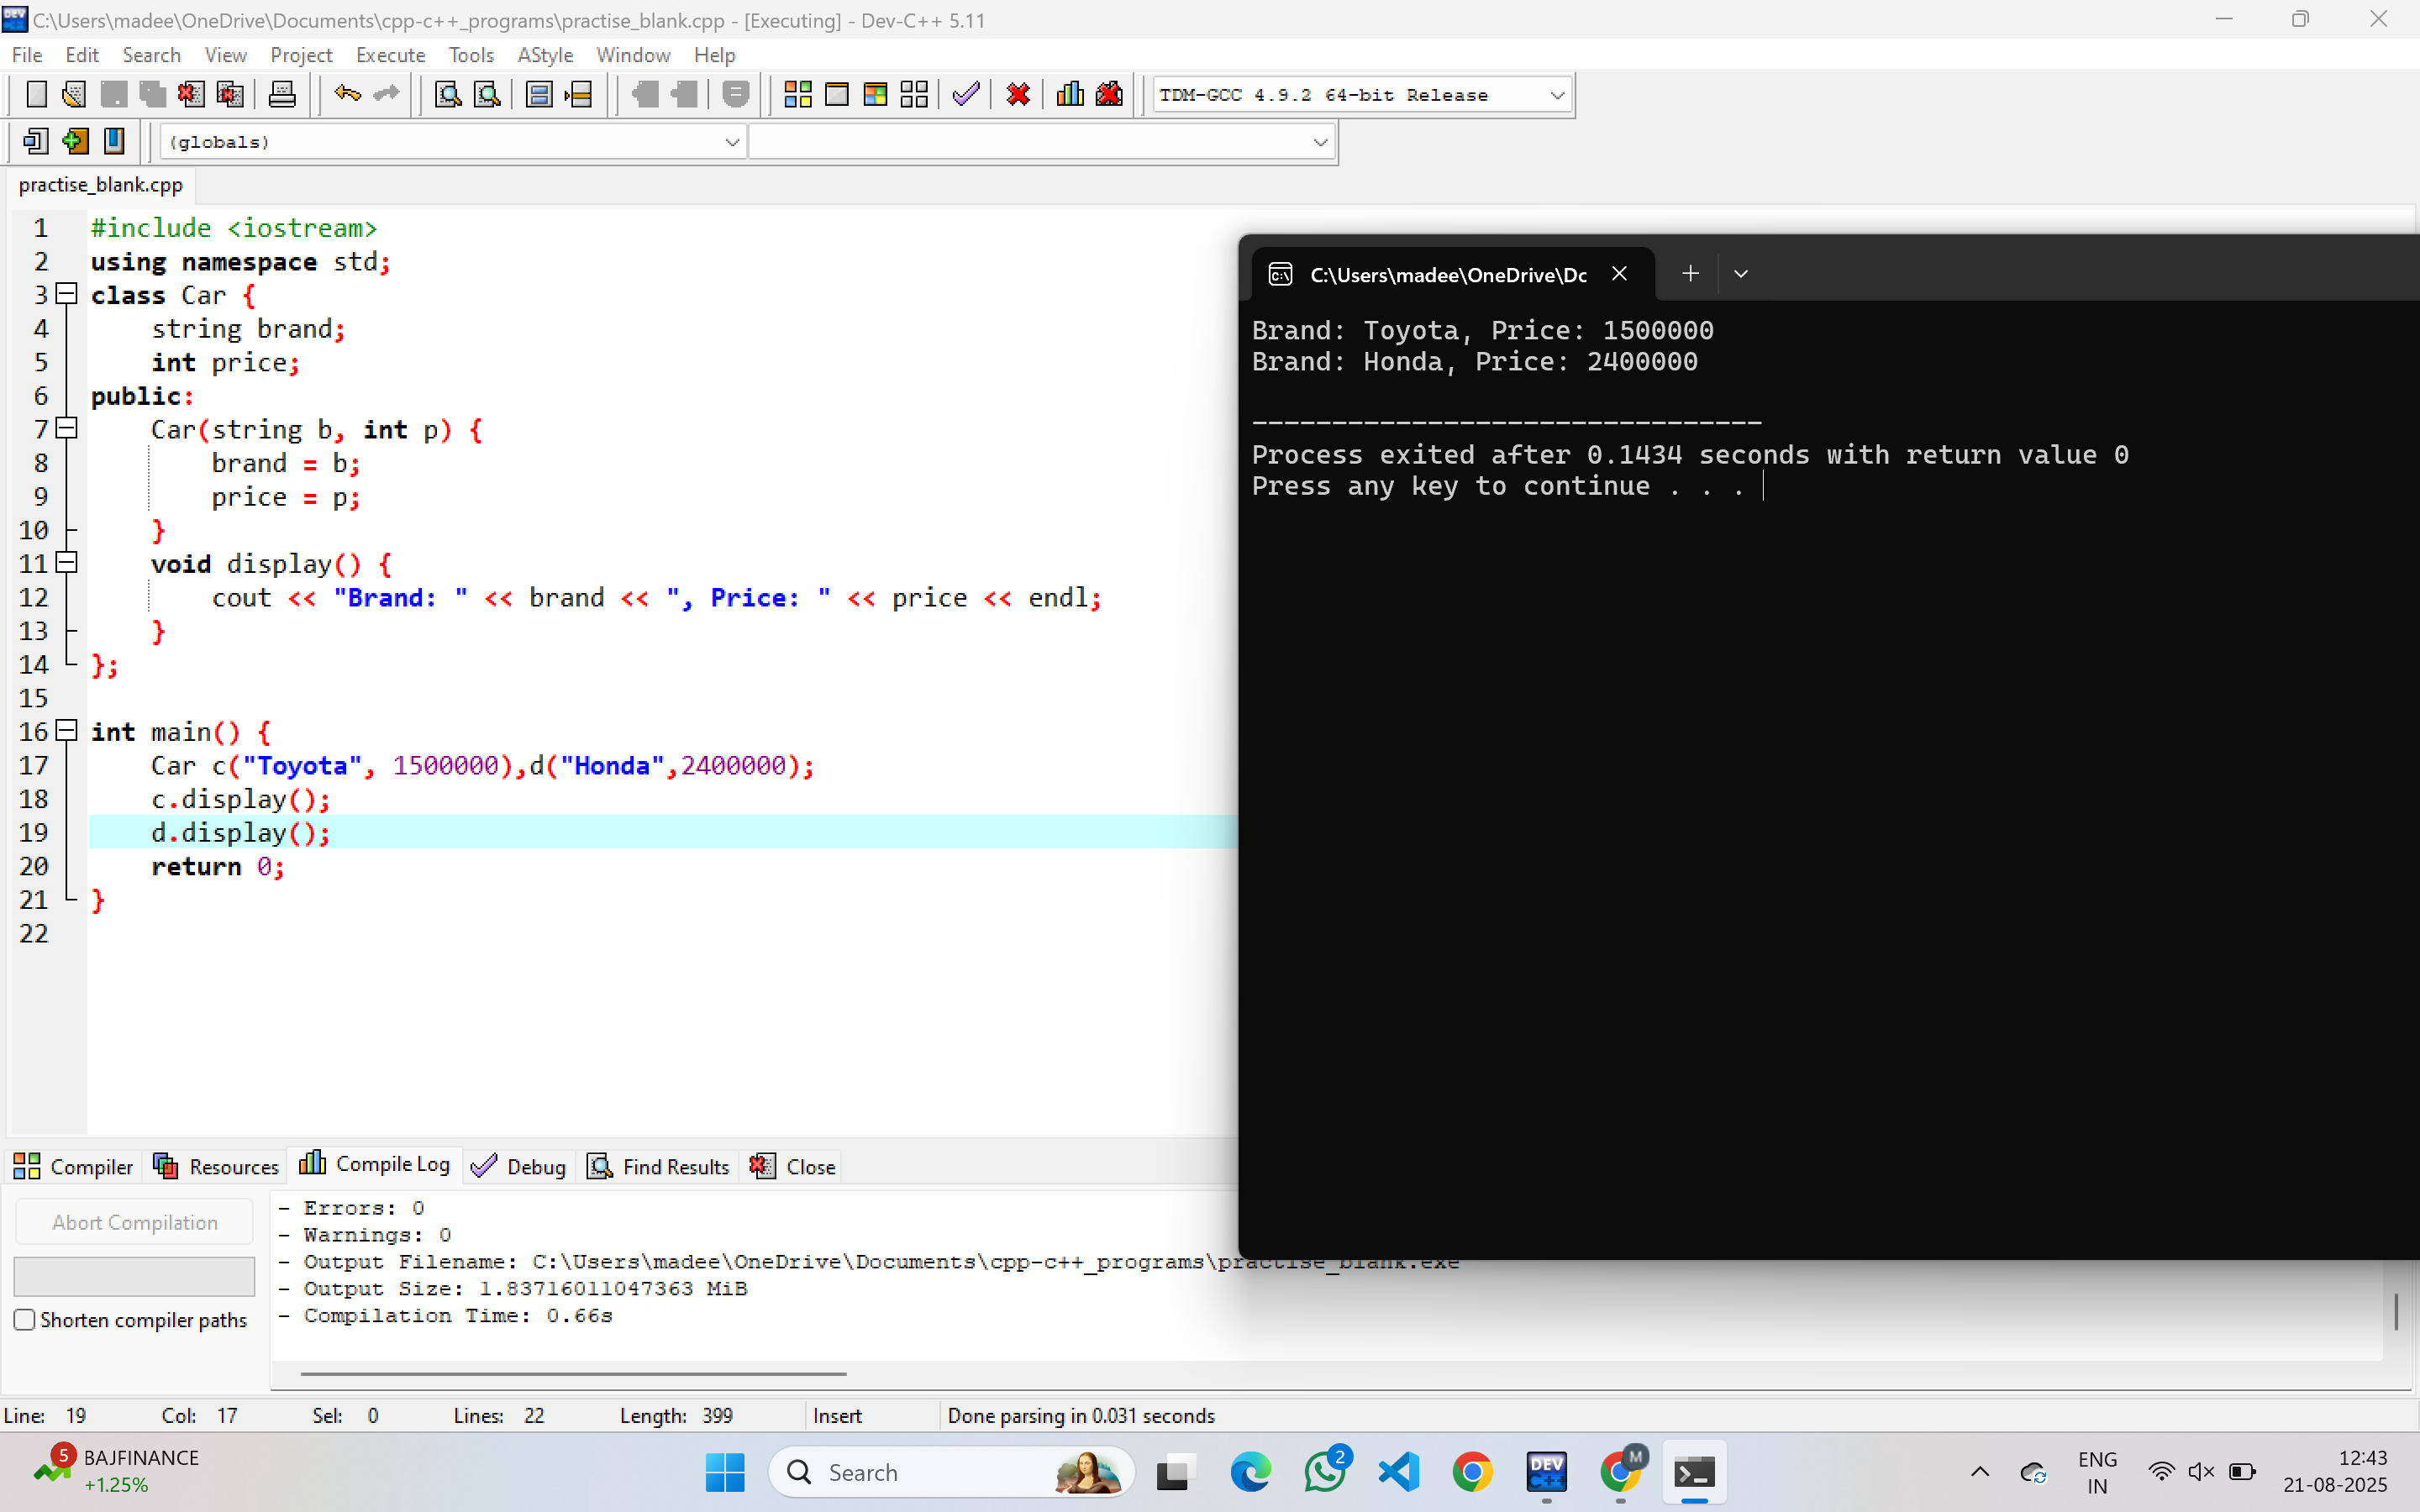 C:\Users\madee\OneDrive\Documents\cpp-c++_programs\practise_blank.cpp - [Executing] - Dev-C++ 5.11
File Edit Search View Project Execute Tools AStyle Window Help
TDM-GCC 4.9.2 64-bit Release
(globals)
practise_blank.cpp
1 #include <iostream>
2 using namespace std;
3 class Car {
4 string brand;
5 int price;
6 public:
7 Car(string b, int p) {
8 brand = b;
9 price = p;
10 }
11 void display() {
12 cout << "Brand: " << brand << ", Price: " << price << endl;
13 }
14 };
15
16 int main() {
17 Car c("Toyota", 1500000),d("Honda",2400000);
18 c.display();
19 d.display();
20 return 0;
21 }
22
C:\Users\madee\OneDrive\Dc
Brand: Toyota, Price: 1500000
Brand: Honda, Price: 2400000
--------------------------------
Process exited after 0.1434 seconds with return value 0
Press any key to continue . . .
Compiler Resources Compile Log Debug Find Results Close
Abort Compilation
Shorten compiler paths
- Errors: 0
- Warnings: 0
- Output Filename: C:\Users\madee\OneDrive\Documents\cpp-c++_programs\practise_blank.exe
- Output Size: 1.83716011047363 MiB
- Compilation Time: 0.66s
Line: 19 Col: 17 Sel: 0 Lines: 22 Length: 399 Insert Done parsing in 0.031 seconds
5 BAJFINANCE
+1.25%
Search
2
DEV C++
M
ENG
IN
12:43
21-08-2025